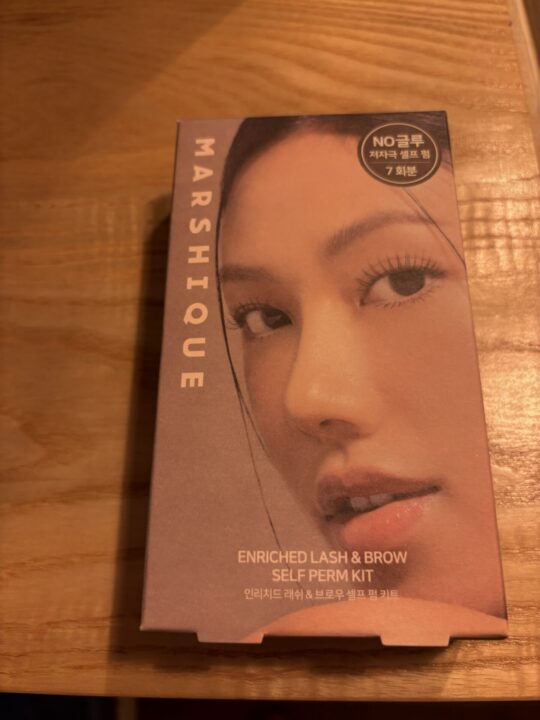 MARSHIQUE
NO글루
저자극 셀프 펌
7 회분
ENRICHED LASH & BROW
SELF PERM KIT
인리치드 래쉬 & 브로우 셀프 펌 키트